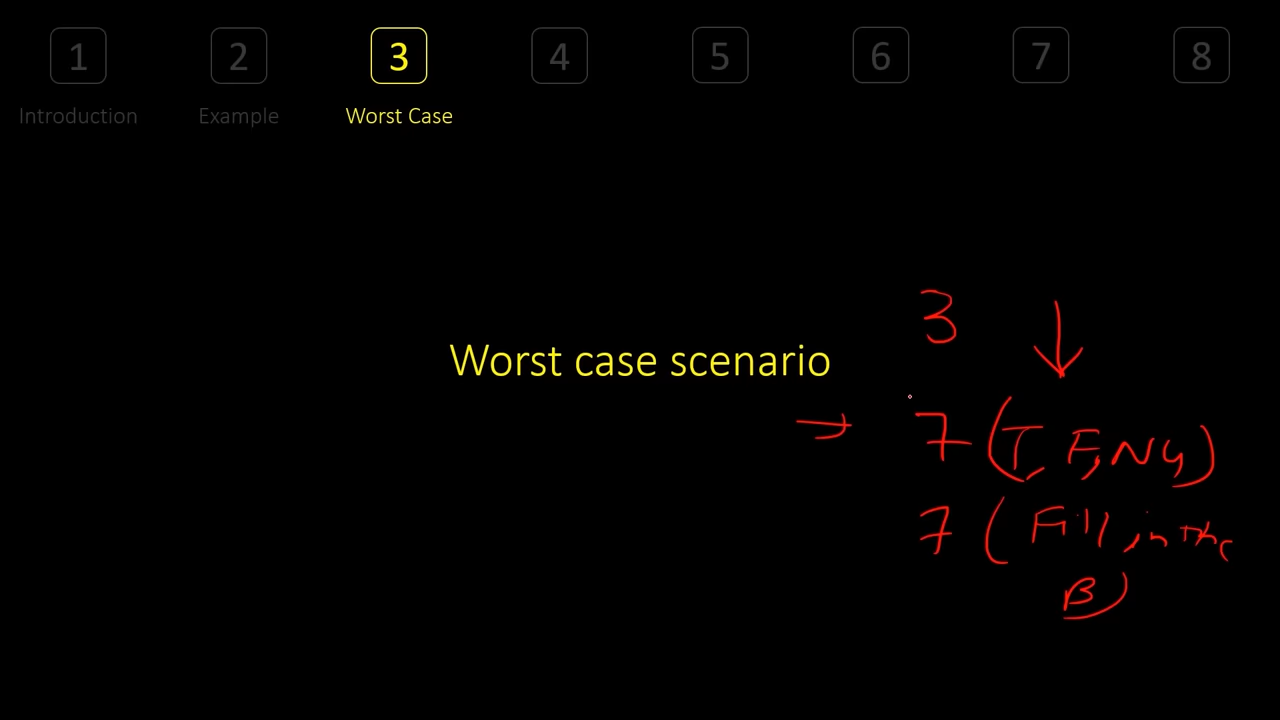 1 2 3 4 5 6 7 8
Introduction Example Worst Case
3
Worst case scenario
7 (T, F, NG)
7 (Fill in the
B)